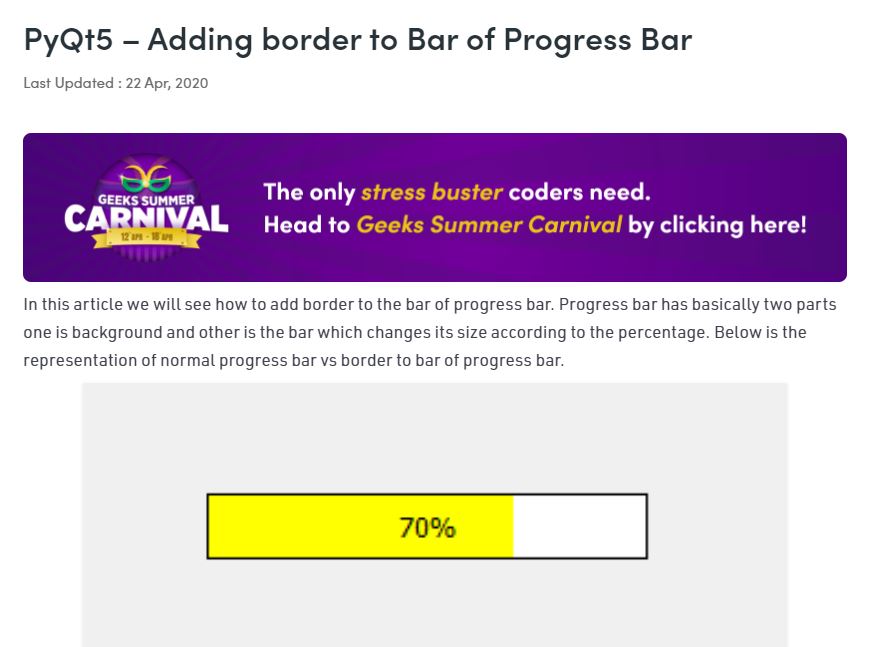 PyQt5 – Adding border to Bar of Progress Bar
Last Updated : 22 Apr, 2020
GEEKS SUMMER
CARNIVAL
12 APR - 18 APR
The only stress buster coders need.
Head to Geeks Summer Carnival by clicking here!
In this article we will see how to add border to the bar of progress bar. Progress bar has basically two parts
one is background and other is the bar which changes its size according to the percentage. Below is the
representation of normal progress bar vs border to bar of progress bar.
70%